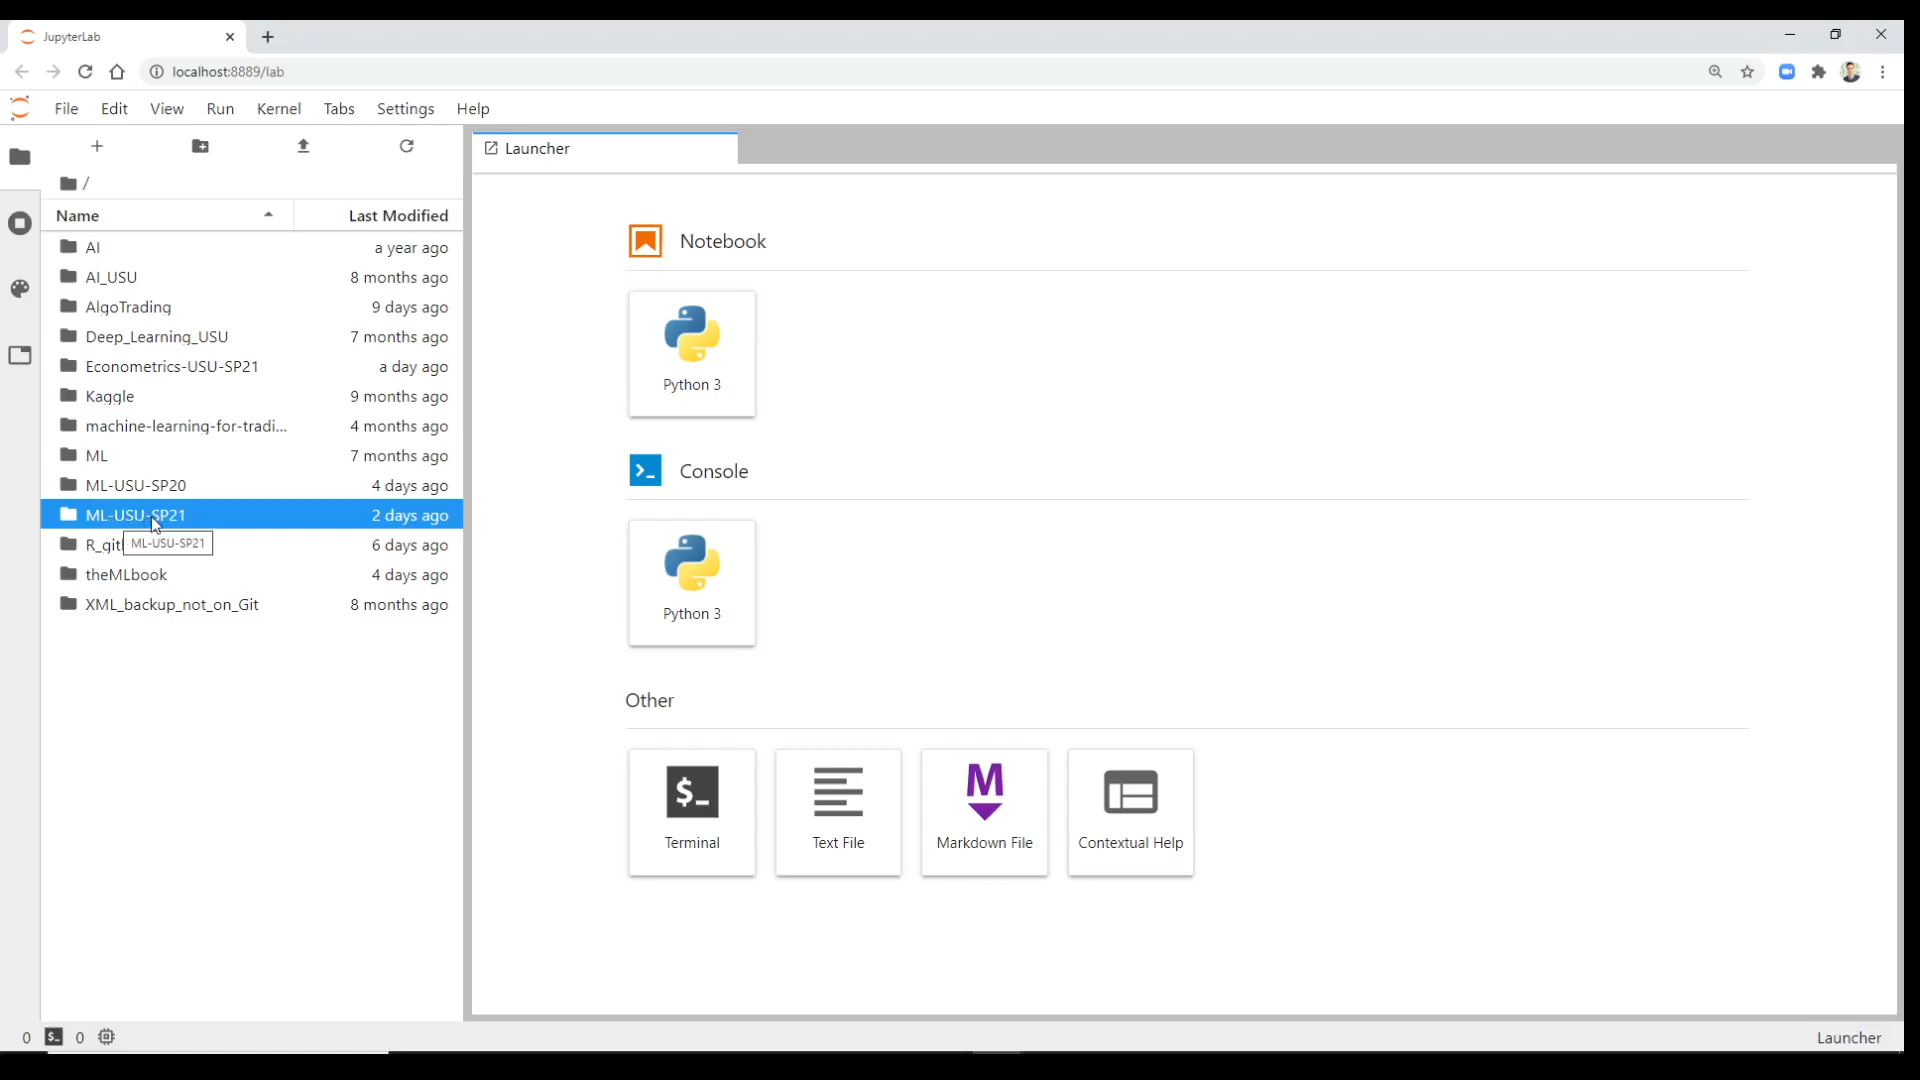 JupyterLab
localhost:8889/lab
File Edit View Run Kernel Tabs Settings Help
Launcher
/
Name Last Modified
AI a year ago
AI_USU 8 months ago
AlgoTrading 9 days ago
Deep_Learning_USU 7 months ago
Econometrics-USU-SP21 a day ago
Kaggle 9 months ago
machine-learning-for-tradi... 4 months ago
ML 7 months ago
ML-USU-SP20 4 days ago
ML-USU-SP21 2 days ago
ML-USU-SP21
6 days ago
theMLbook 4 days ago
XML_backup_not_on_Git 8 months ago
Notebook
Python 3
Console
Python 3
Other
$_
M
Terminal Text File Markdown File Contextual Help
0 $_ 0 Launcher